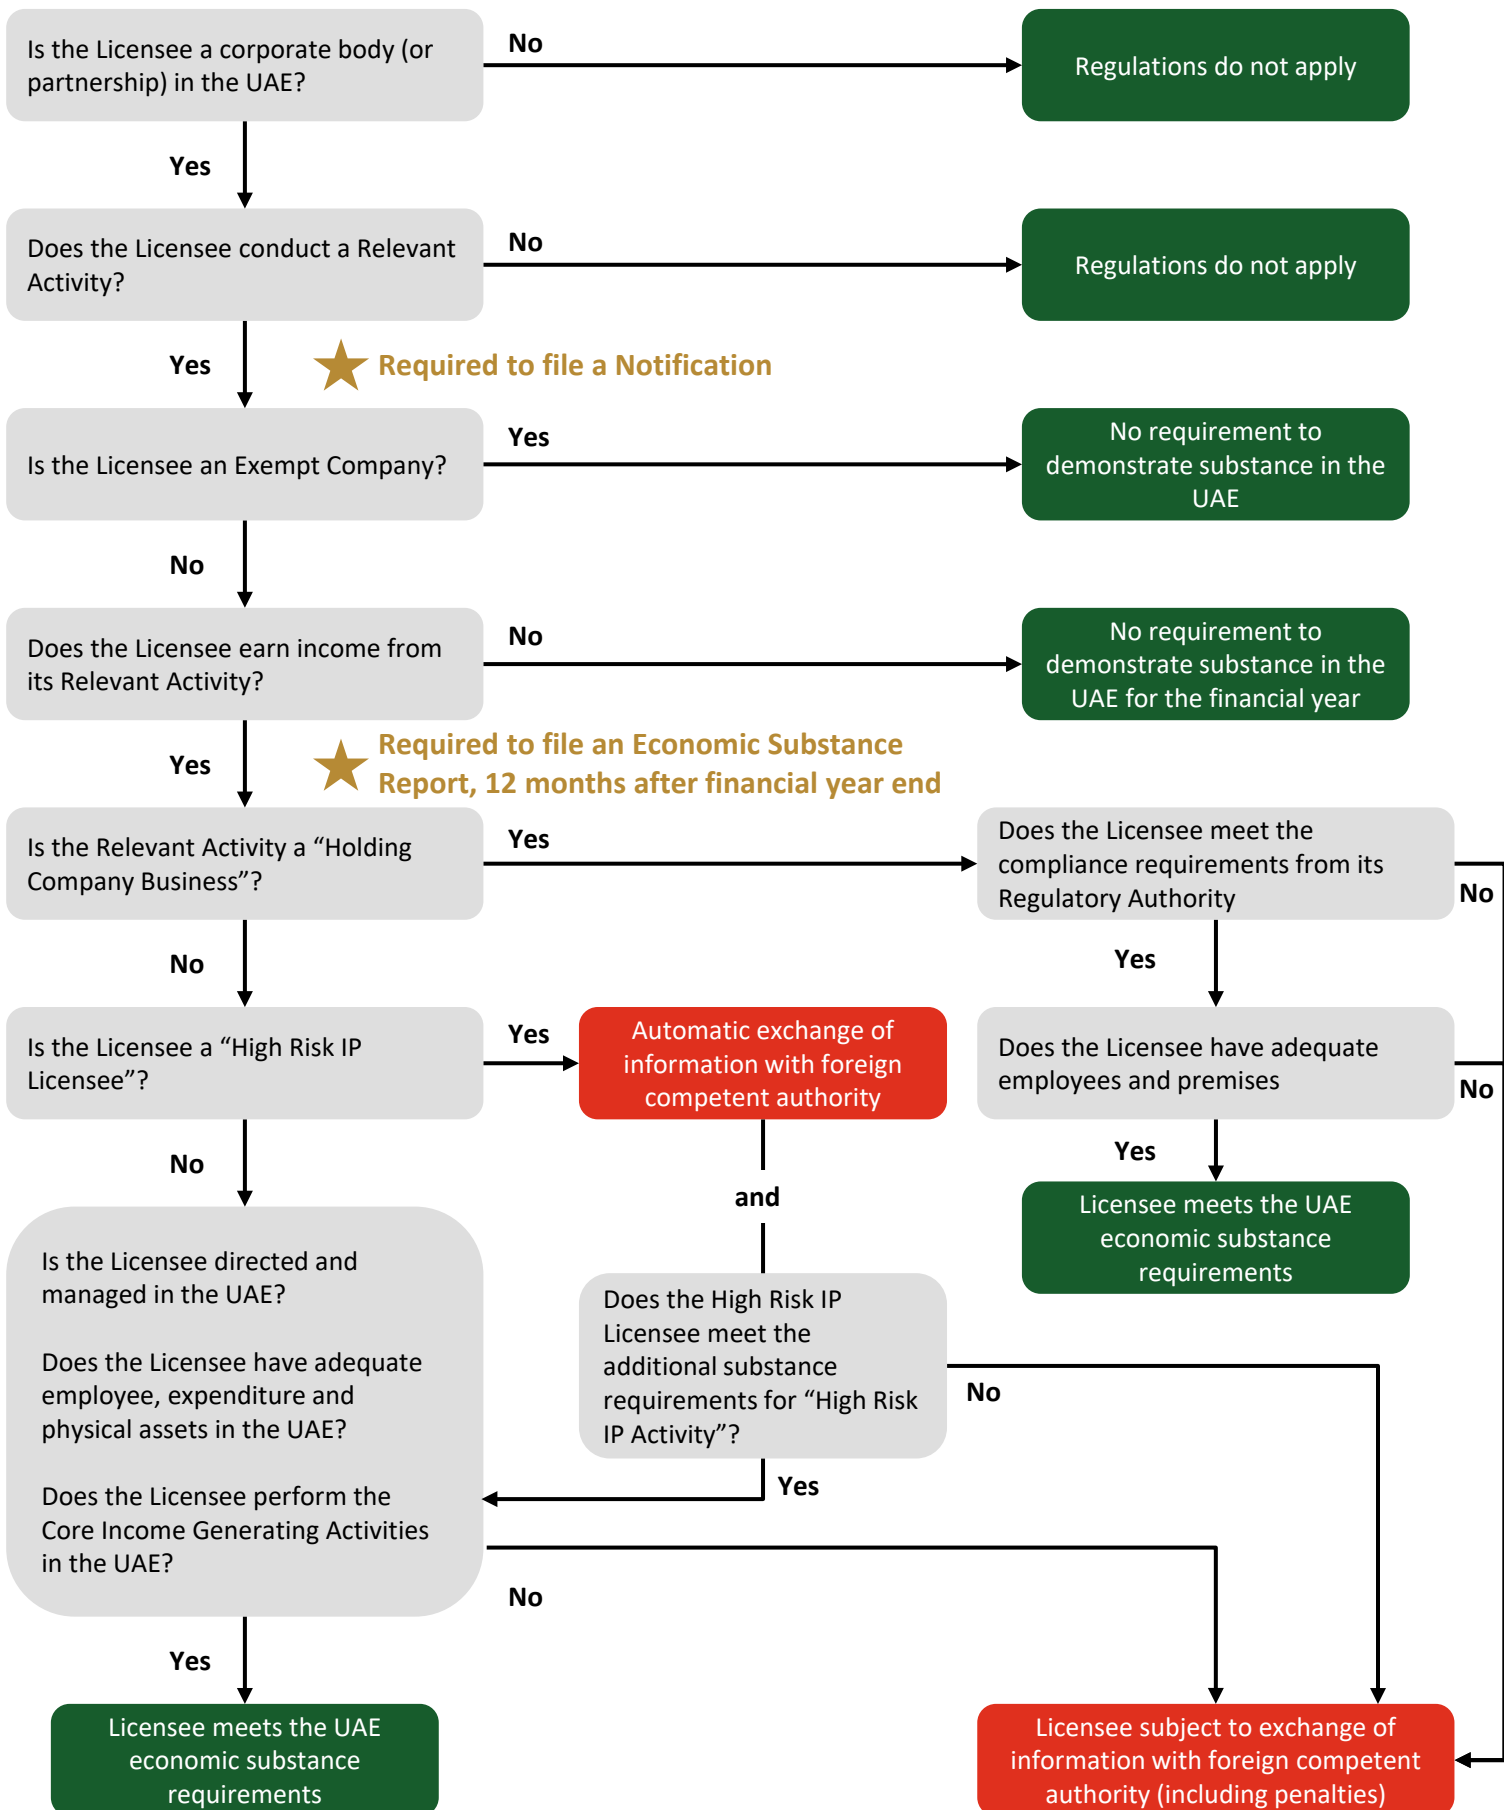 Is the Licensee a corporate body (or
partnership) in the UAE?
No
Regulations do not apply
Yes
Does the Licensee conduct a Relevant
Activity?
No
Regulations do not apply
Yes
Required to file a Notification
Is the Licensee an Exempt Company?
Yes
No requirement to
demonstrate substance in the
UAE
No
Does the Licensee earn income from
its Relevant Activity?
No
No requirement to
demonstrate substance in the
UAE for the financial year
Yes
Required to file an Economic Substance
Report, 12 months after financial year end
Is the Relevant Activity a “Holding
Company Business”?
Yes
Does the Licensee meet the
compliance requirements from its
Regulatory Authority
No
No
Yes
Is the Licensee a “High Risk IP
Licensee”?
Yes
Automatic exchange of
information with foreign
competent authority
Does the Licensee have adequate
employees and premises
No
No
and
Yes
Licensee meets the UAE
economic substance
requirements
Is the Licensee directed and
managed in the UAE?
Does the Licensee have adequate
employee, expenditure and
physical assets in the UAE?
Does the Licensee perform the
Core Income Generating Activities
in the UAE?
Does the High Risk IP
Licensee meet the
additional substance
requirements for “High Risk
IP Activity”?
No
Yes
No
Yes
Licensee meets the UAE
economic substance
requirements
Licensee subject to exchange of
information with foreign competent
authority (including penalties)